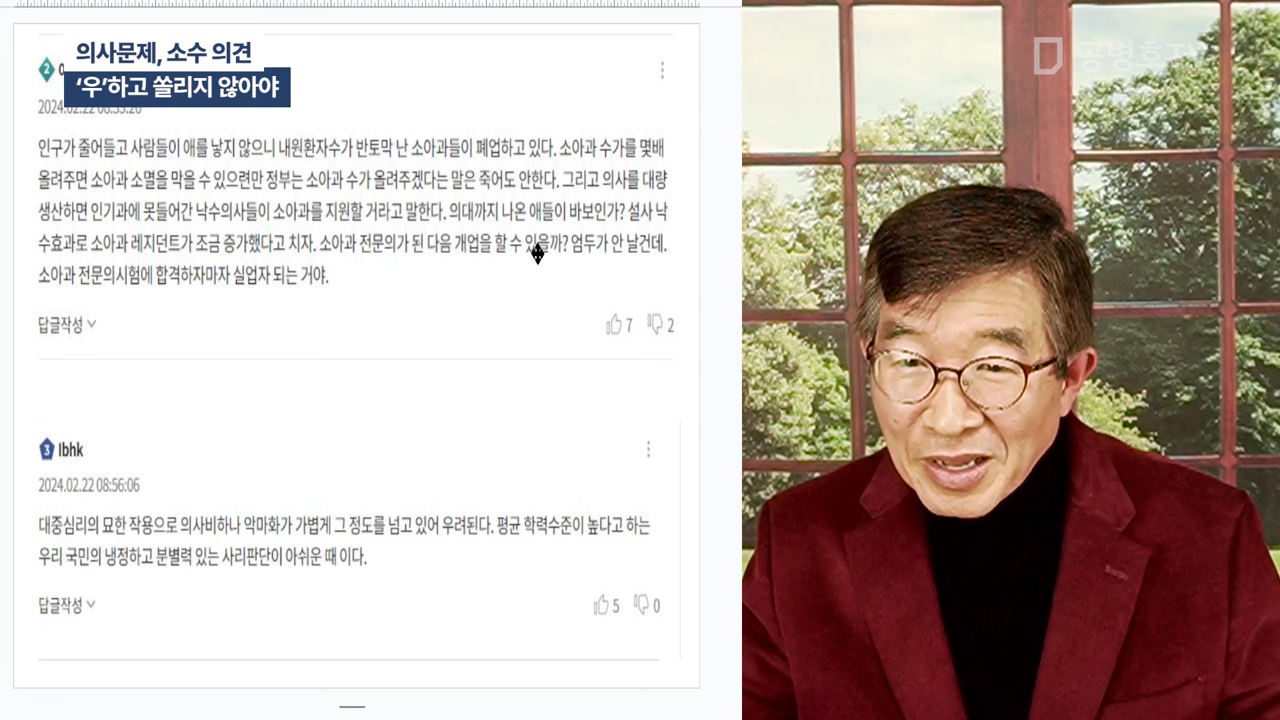 의사문제, 소수 의견
'우'하고 쏠리지 않아야
2
2024.02.22 08:53:20
인구가 줄어들고 사람들이 애를 낳지 않으니 내원환자수가 반토막 난 소아과들이 폐업하고 있다. 소아과 수가를 몇배
올려주면 소아과 소멸을 막을 수 있으련만 정부는 소아과 수가 올려주겠다는 말은 죽어도 안한다. 그리고 의사를 대량
생산하면 인기과에 못들어간 낙수의사들이 소아과를 지원할 거라고 말한다. 의대까지 나온 애들이 바보인가? 설사 낙
수효과로 소아과 레지던트가 조금 증가했다고 치자. 소아과 전문의가 된 다음 개업을 할 수 있을까? 엄두가 안 날건데.
소아과 전문의시험에 합격하자마자 실업자 되는 거야.
답글작성
7 2
3 lbhk
2024.02.22 08:56:06
대중심리의 묘한 작용으로 의사비하나 악마화가 가볍게 그 정도를 넘고 있어 우려된다. 평균 학력수준이 높다고 하는
우리 국민의 냉정하고 분별력 있는 사리판단이 아쉬운 때 이다.
답글작성
5 0
공병호TV